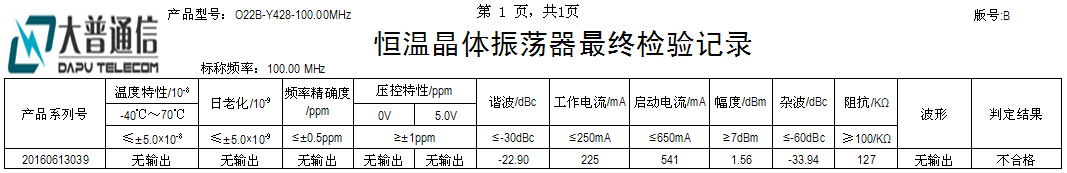 产品型号：O22B-Y428-100.00MHz 第 1 页，共1页 版号:B
大普通信
DAPU TELECOM
恒温晶体振荡器最终检验记录
标称频率：100.00 MHz
产品系列号 温度特性/10⁻⁸ 日老化/10⁻⁹ 频率精确度/ppm 压控特性/ppm 谐波/dBc 工作电流/mA 启动电流/mA 幅度/dBm 杂波/dBc 阻抗/KΩ 波形 判定结果
-40℃～70℃ 0V 5.0V
≤±5.0×10⁻⁸ ≤±5.0×10⁻⁹ ≤±0.5ppm ≥±1ppm ≤-30dBc ≤250mA ≤650mA ≥7dBm ≤-60dBc ≥100/KΩ
20160613039 无输出 无输出 无输出 无输出 无输出 -22.90 225 541 1.56 -33.94 127 无输出 不合格